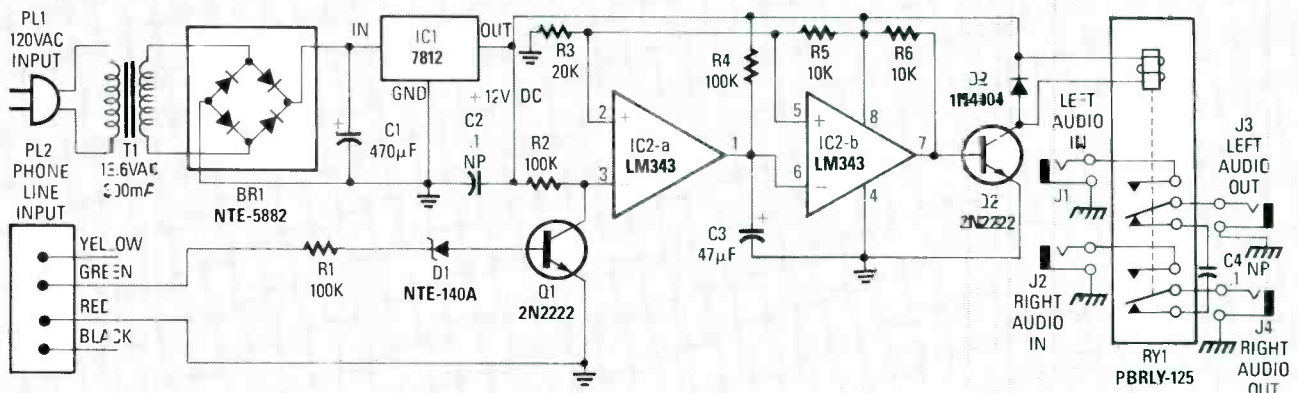 PL1
120VAC
INPUT
T1
13.6VAC
300mA
PL2
PHONE
LINE
INPUT
YELLOW
GREEN
RED
BLACK
BR1
NTE-5882
IN
IC1
7812
OUT
GND
C1
470µF
+ 12V DC
C2
.1
NP
R1
100K
D1
NTE-140A
Q1
2N2222
R2
100K
R3
20K
2
+
3
-
IC2-a
LM343
1
R4
100K
+
C3
47µF
R5
10K
R6
10K
5
+
6
-
IC2-b
LM343
8
4
7
D2
1N4004
Q2
2N2222
LEFT
AUDIO
IN
J1
J2
RIGHT
AUDIO
IN
C4
.1
NP
J3
LEFT
AUDIO
OUT
J4
RIGHT
AUDIO
OUT
RY1
PBRLY-125